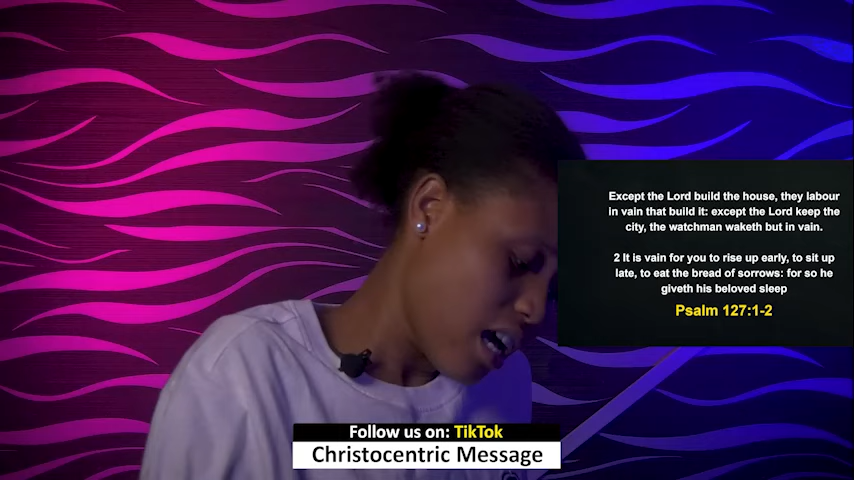 Except the Lord build the house, they labour
in vain that build it: except the Lord keep the
city, the watchman waketh but in vain.
2 It is vain for you to rise up early, to sit up
late, to eat the bread of sorrows: for so he
giveth his beloved sleep
Psalm 127:1-2
Follow us on: TikTok
Christocentric Message